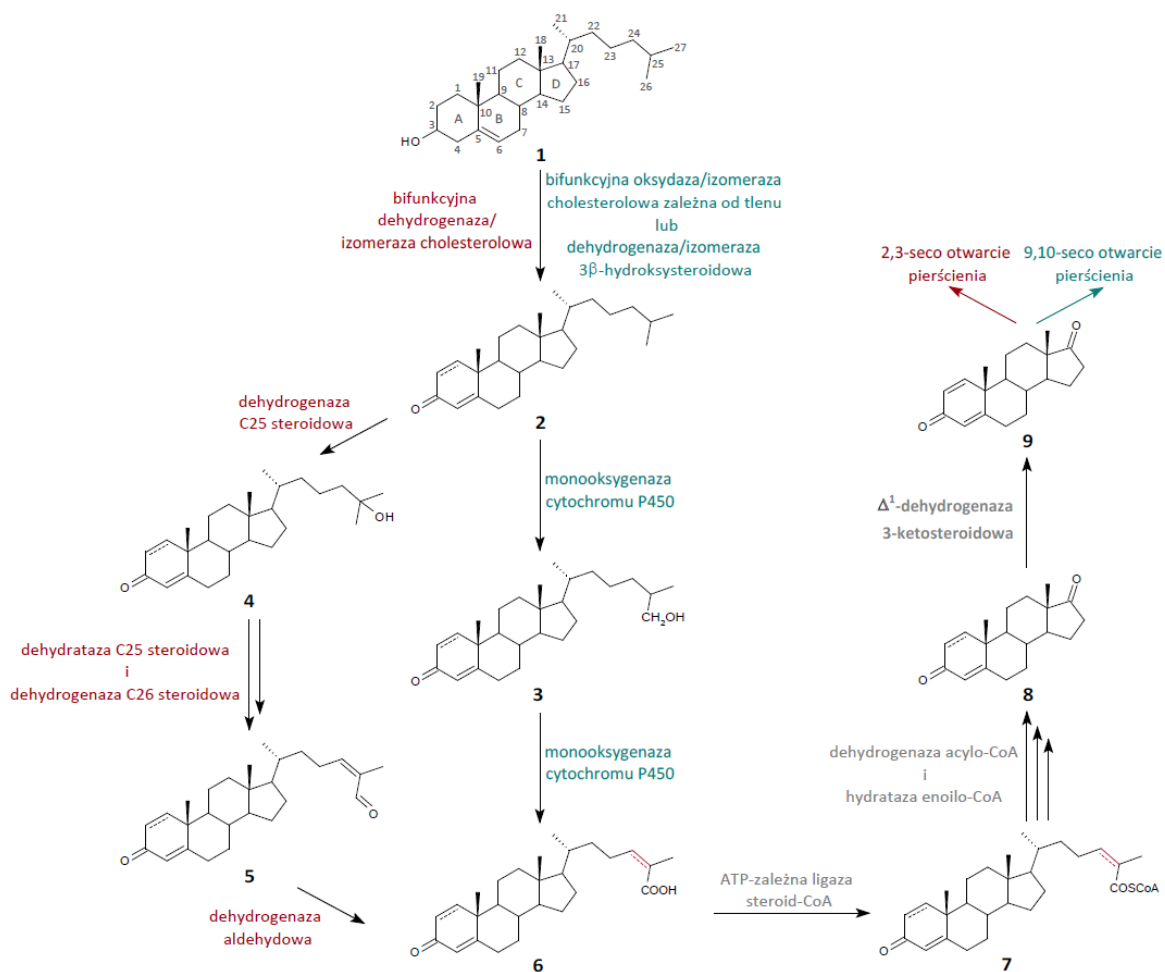 21
22
24
18
27
12
20
23
25
11
13
17
19
C
D
16
26
1
9
14
15
2
10
8
A
B
3
7
HO
5
4
6
1
bifunkcyjna
dehydrogenaza/
izomeraza cholesterolowa
bifunkcyjna oksydaza/izomeraza
cholesterolowa zależna od tlenu
lub
dehydrogenaza/izomeraza
3β-hydroksysteroidowa
2,3-seco otwarcie
pierścienia
9,10-seco otwarcie
pierścienia
O
O
9
O
2
dehydrogenaza
C25 steroidowa
monooksygenaza
cytochromu P450
Δ¹-dehydrogenaza
3-ketosteroidowa
OH
O
4
CH₂OH
O
3
O
O
8
dehydrataza C25 steroidowa
i
dehydrogenaza C26 steroidowa
monooksygenaza
cytochromu P450
dehydrogenaza acylo-CoA
i
hydrataza enoilo-CoA
O
O
5
dehydrogenaza
aldehydowa
COOH
O
6
ATP-zależna ligaza
steroid-CoA
COSCoA
O
7